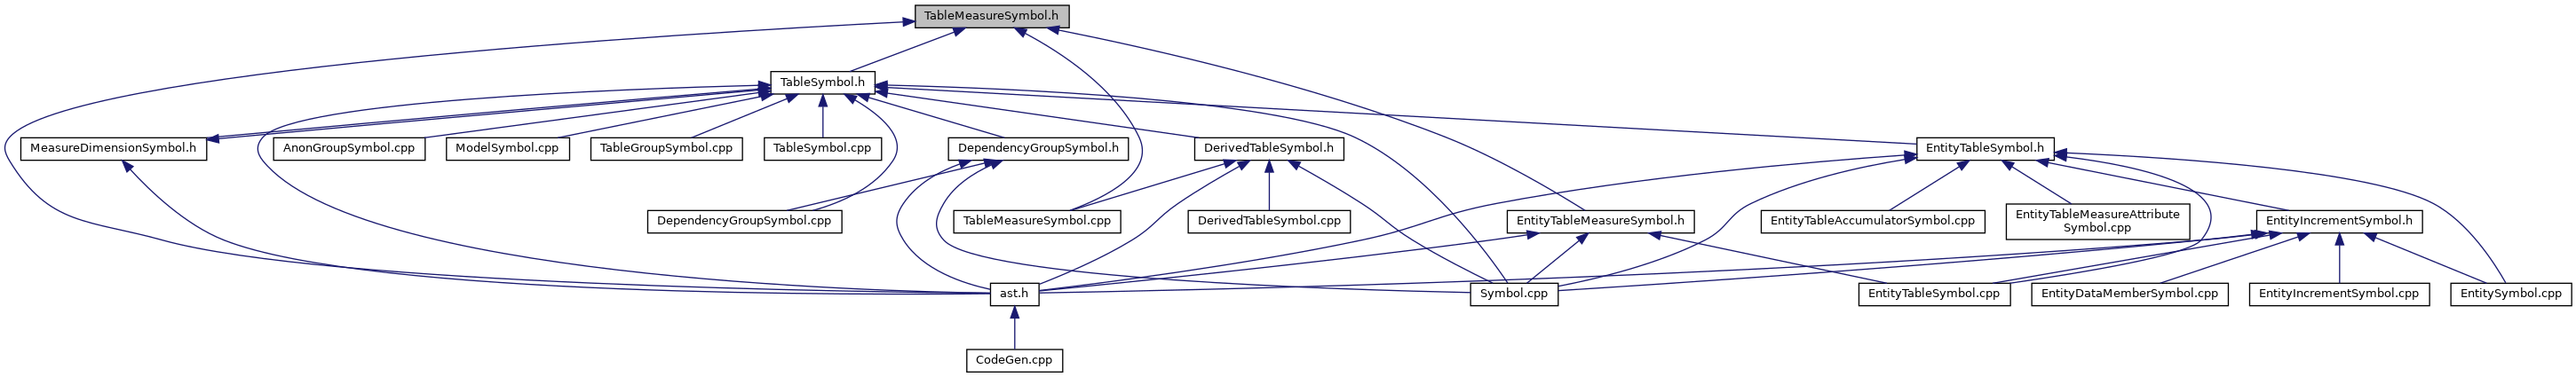 TableMeasureSymbol.h
TableSymbol.h
MeasureDimensionSymbol.h
AnonGroupSymbol.cpp
ModelSymbol.cpp
TableGroupSymbol.cpp
TableSymbol.cpp
DependencyGroupSymbol.h
DerivedTableSymbol.h
EntityTableSymbol.h
DependencyGroupSymbol.cpp
TableMeasureSymbol.cpp
DerivedTableSymbol.cpp
EntityTableMeasureSymbol.h
EntityTableAccumulatorSymbol.cpp
EntityTableMeasureAttribute
Symbol.cpp
EntityIncrementSymbol.h
ast.h
Symbol.cpp
EntityTableSymbol.cpp
EntityDataMemberSymbol.cpp
EntityIncrementSymbol.cpp
EntitySymbol.cpp
CodeGen.cpp